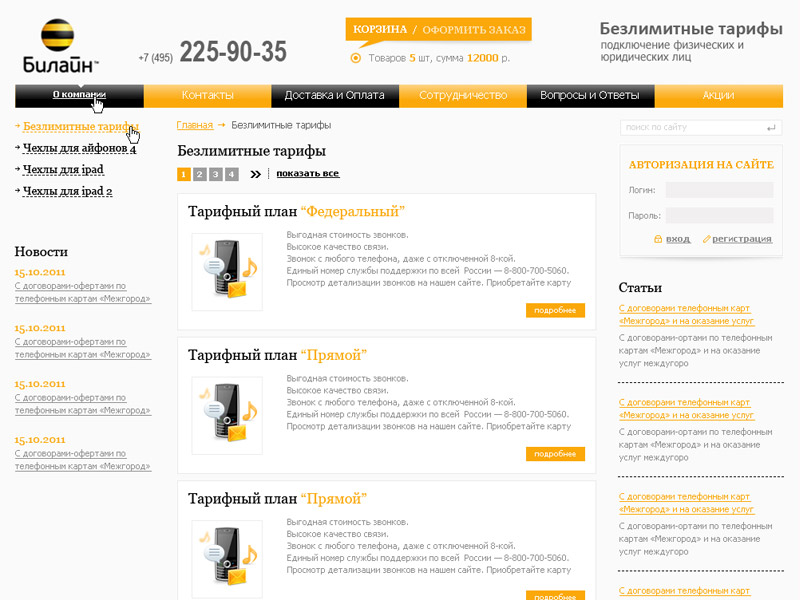 Билайн™
+7 (495) 225-90-35
КОРЗИНА / ОФОРМИТЬ ЗАКАЗ
Товаров 5 шт, сумма 12000 р.
Безлимитные тарифы
подключение физических и
юридических лиц
О компании
Контакты
Доставка и Оплата
Сотрудничество
Вопросы и Ответы
Акции
Безлимитные тарифы
Чехлы для айфонов 4
Чехлы для ipad
Чехлы для ipad 2
Новости
15.10.2011
С договорами-офертами по
телефонным картам «Межгород»
15.10.2011
С договорами-офертами по
телефонным картам «Межгород»
15.10.2011
С договорами-офертами по
телефонным картам «Межгород»
15.10.2011
С договорами-офертами по
телефонным картам «Межгород»
Главная → Безлимитные тарифы
Безлимитные тарифы
1 2 3 4 » показать все
Тарифный план “Федеральный”
Выгодная стоимость звонков.
Высокое качество связи.
Звонок с любого телефона, даже с отключенной 8-кой.
Единый номер службы поддержки по всей России — 8-800-700-5060.
Просмотр детализации звонков на нашем сайте. Приобретайте карту
подробнее
Тарифный план “Прямой”
Выгодная стоимость звонков.
Высокое качество связи.
Звонок с любого телефона, даже с отключенной 8-кой.
Единый номер службы поддержки по всей России — 8-800-700-5060.
Просмотр детализации звонков на нашем сайте. Приобретайте карту
подробнее
Тарифный план “Прямой”
Выгодная стоимость звонков.
Высокое качество связи.
Звонок с любого телефона, даже с отключенной 8-кой.
Единый номер службы поддержки по всей России — 8-800-700-5060.
Просмотр детализации звонков на нашем сайте. Приобретайте карту
подробнее
поиск по сайту
АВТОРИЗАЦИЯ НА САЙТЕ
Логин:
Пароль:
вход
регистрация
Статьи
С договорами телефонным карт
«Межгород» и на оказание услуг
С договорами-ортами по телефонным
картам «Межгород» и на оказание
услуг междугоро
С договорами телефонным карт
«Межгород» и на оказание услуг
С договорами-ортами по телефонным
картам «Межгород» и на оказание
услуг междугоро
С договорами телефонным карт
«Межгород» и на оказание услуг
С договорами-ортами по телефонным
картам «Межгород» и на оказание
услуг междугоро
С договорами телефонным карт